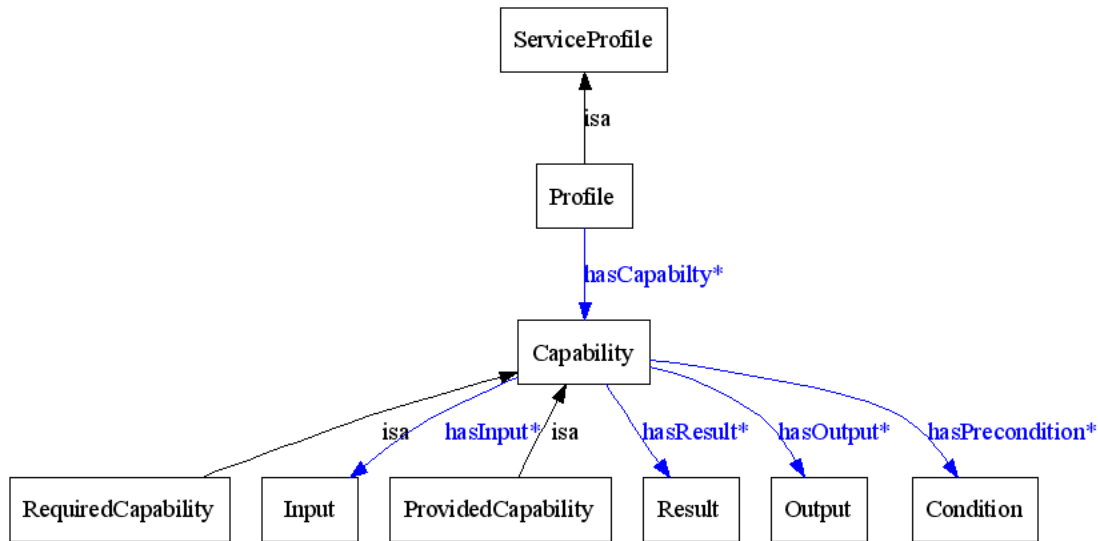 ServiceProfile
isa
Profile
hasCapabilty*
Capability
isa
hasInput*
isa
hasResult*
hasOutput*
hasPrecondition*
RequiredCapability
Input
ProvidedCapability
Result
Output
Condition